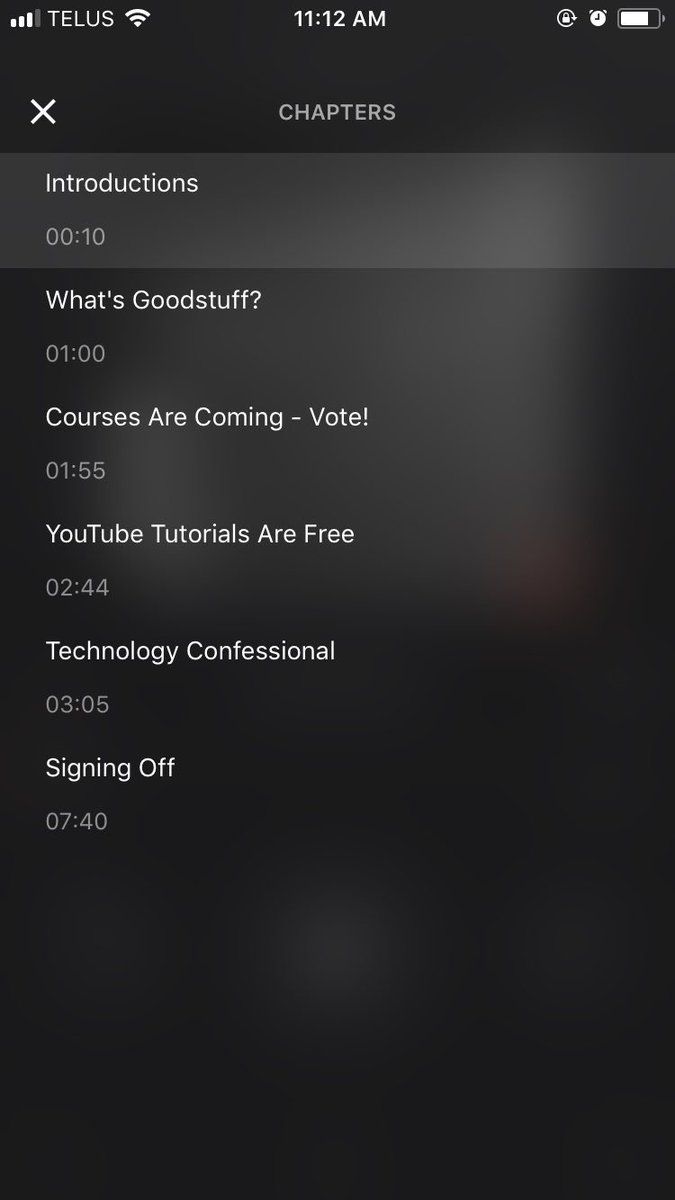 TELUS 11:12 AM
CHAPTERS
Introductions
00:10
What's Goodstuff?
01:00
Courses Are Coming - Vote!
01:55
YouTube Tutorials Are Free
02:44
Technology Confessional
03:05
Signing Off
07:40